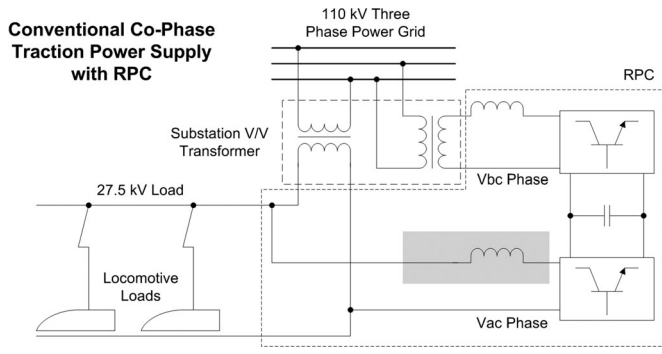 Conventional Co-Phase
Traction Power Supply
with RPC
110 kV Three
Phase Power Grid
RPC
Substation V/V
Transformer
Vbc Phase
27.5 kV Load
Locomotive
Loads
Vac Phase